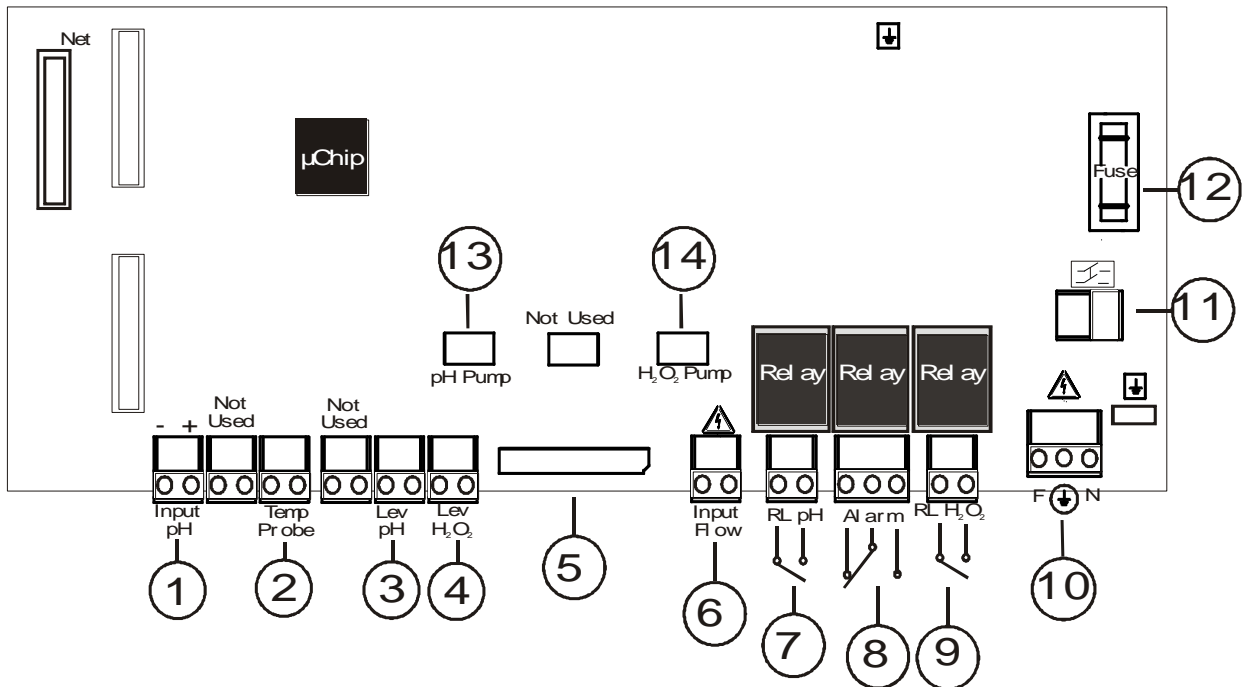 Net
µChip
Fuse
12
13
14
11
Not Used
pH Pump
H₂O₂ Pump
Relay
Relay
Relay
- +
Not
Used
Not
Used
Input
pH
Temp
Probe
Lev
pH
Lev
H₂O₂
Input
Flow
RL pH
Alarm
RL H₂O₂
F N
1
2
3
4
5
6
7
8
9
10